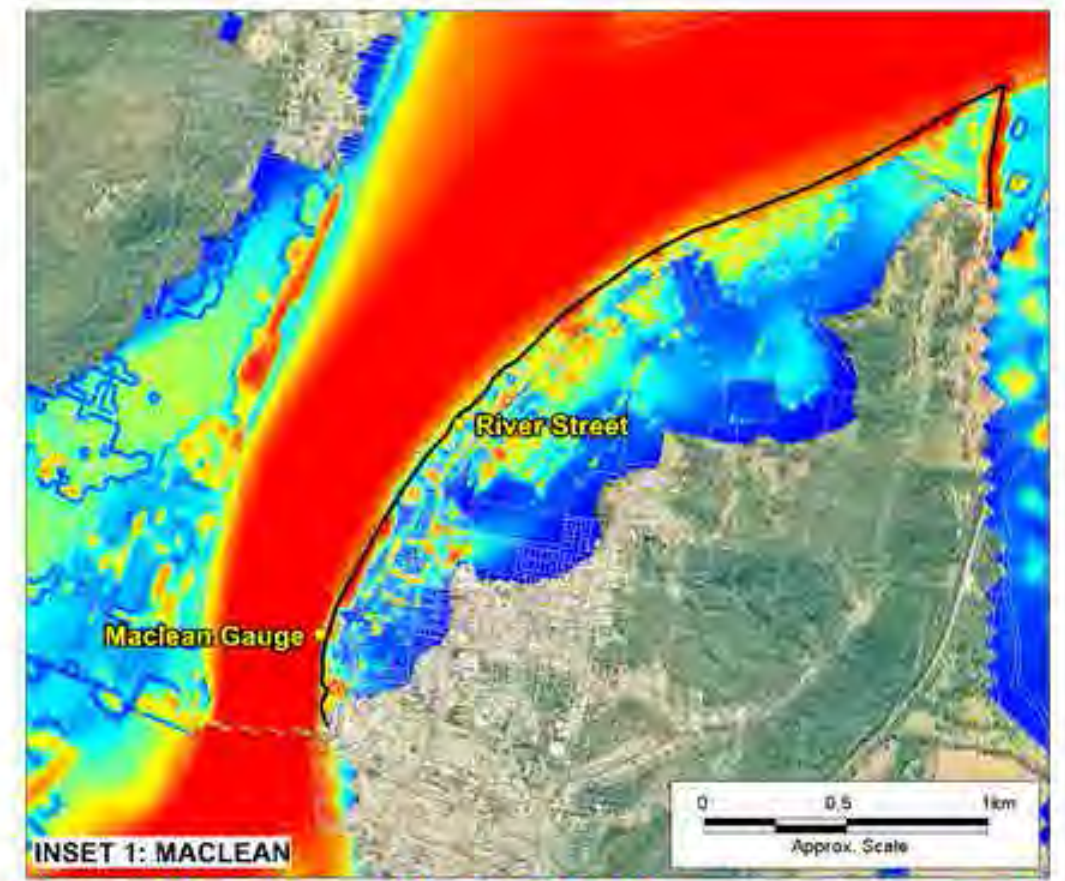 River Street
Maclean Gauge
0 0.5 1km
Approx. Scale
INSET 1: MACLEAN